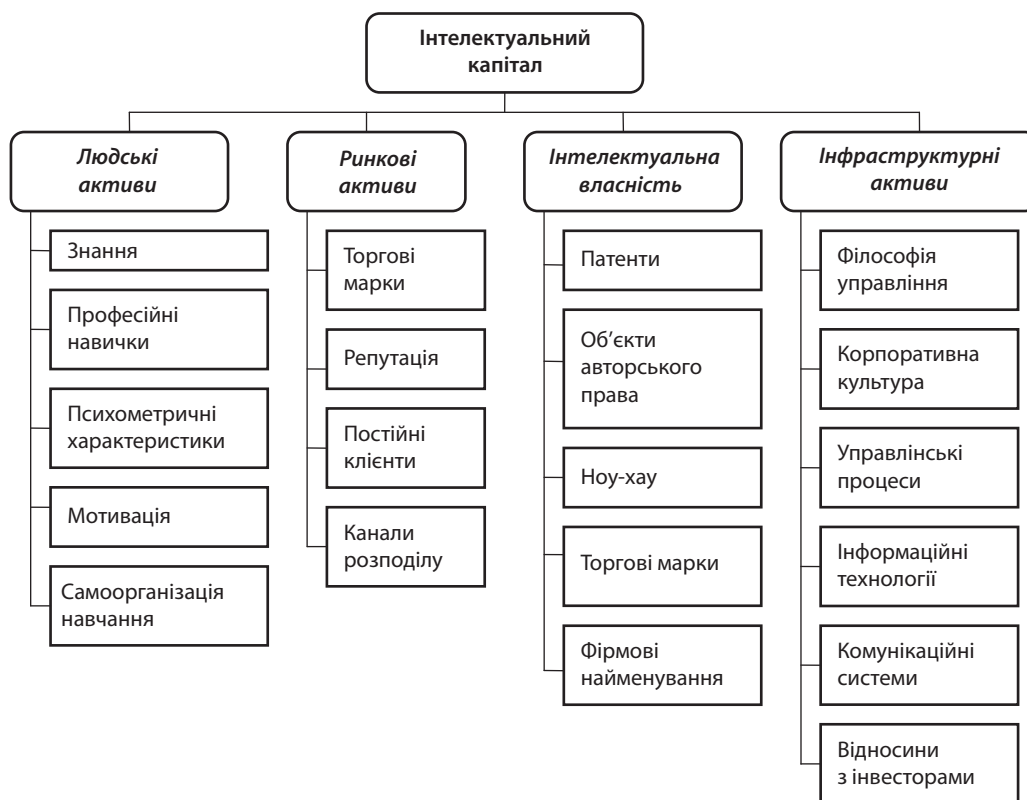 Інтелектуальний
капітал
Людські
активи
Знання
Професійні
навички
Психометричні
характеристики
Мотивація
Самоорганізація
навчання
Ринкові
активи
Торгові
марки
Репутація
Постійні
клієнти
Канали
розподілу
Інтелектуальна
власність
Патенти
Об’єкти
авторського
права
Ноу-хау
Торгові марки
Фірмові
найменування
Інфраструктурні
активи
Філософія
управління
Корпоративна
культура
Управлінські
процеси
Інформаційні
технології
Комунікаційні
системи
Відносини
з інвесторами